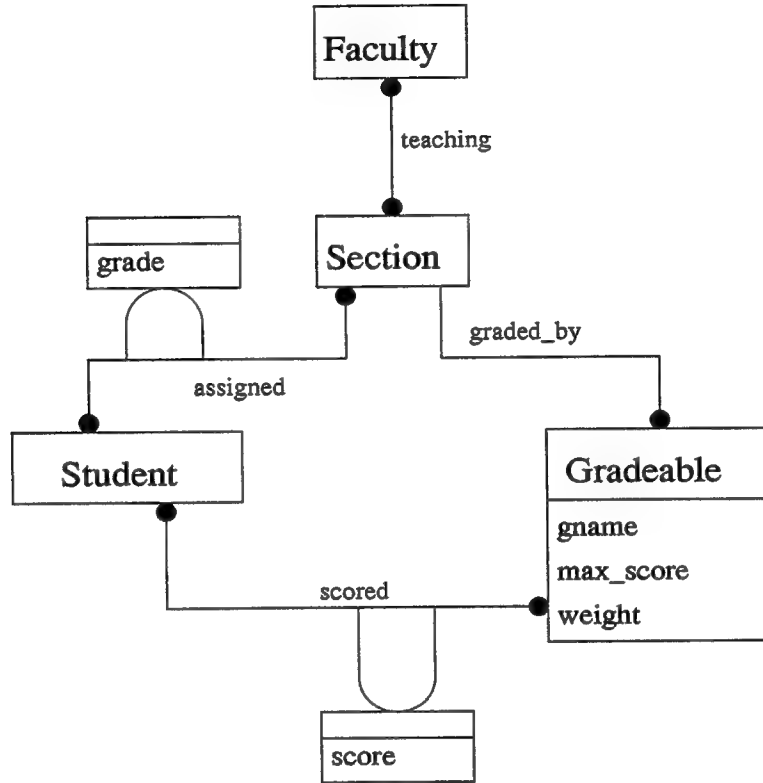 Faculty
teaching
grade
Section
graded_by
assigned
Student
Gradeable
gname
max_score
weight
scored
score